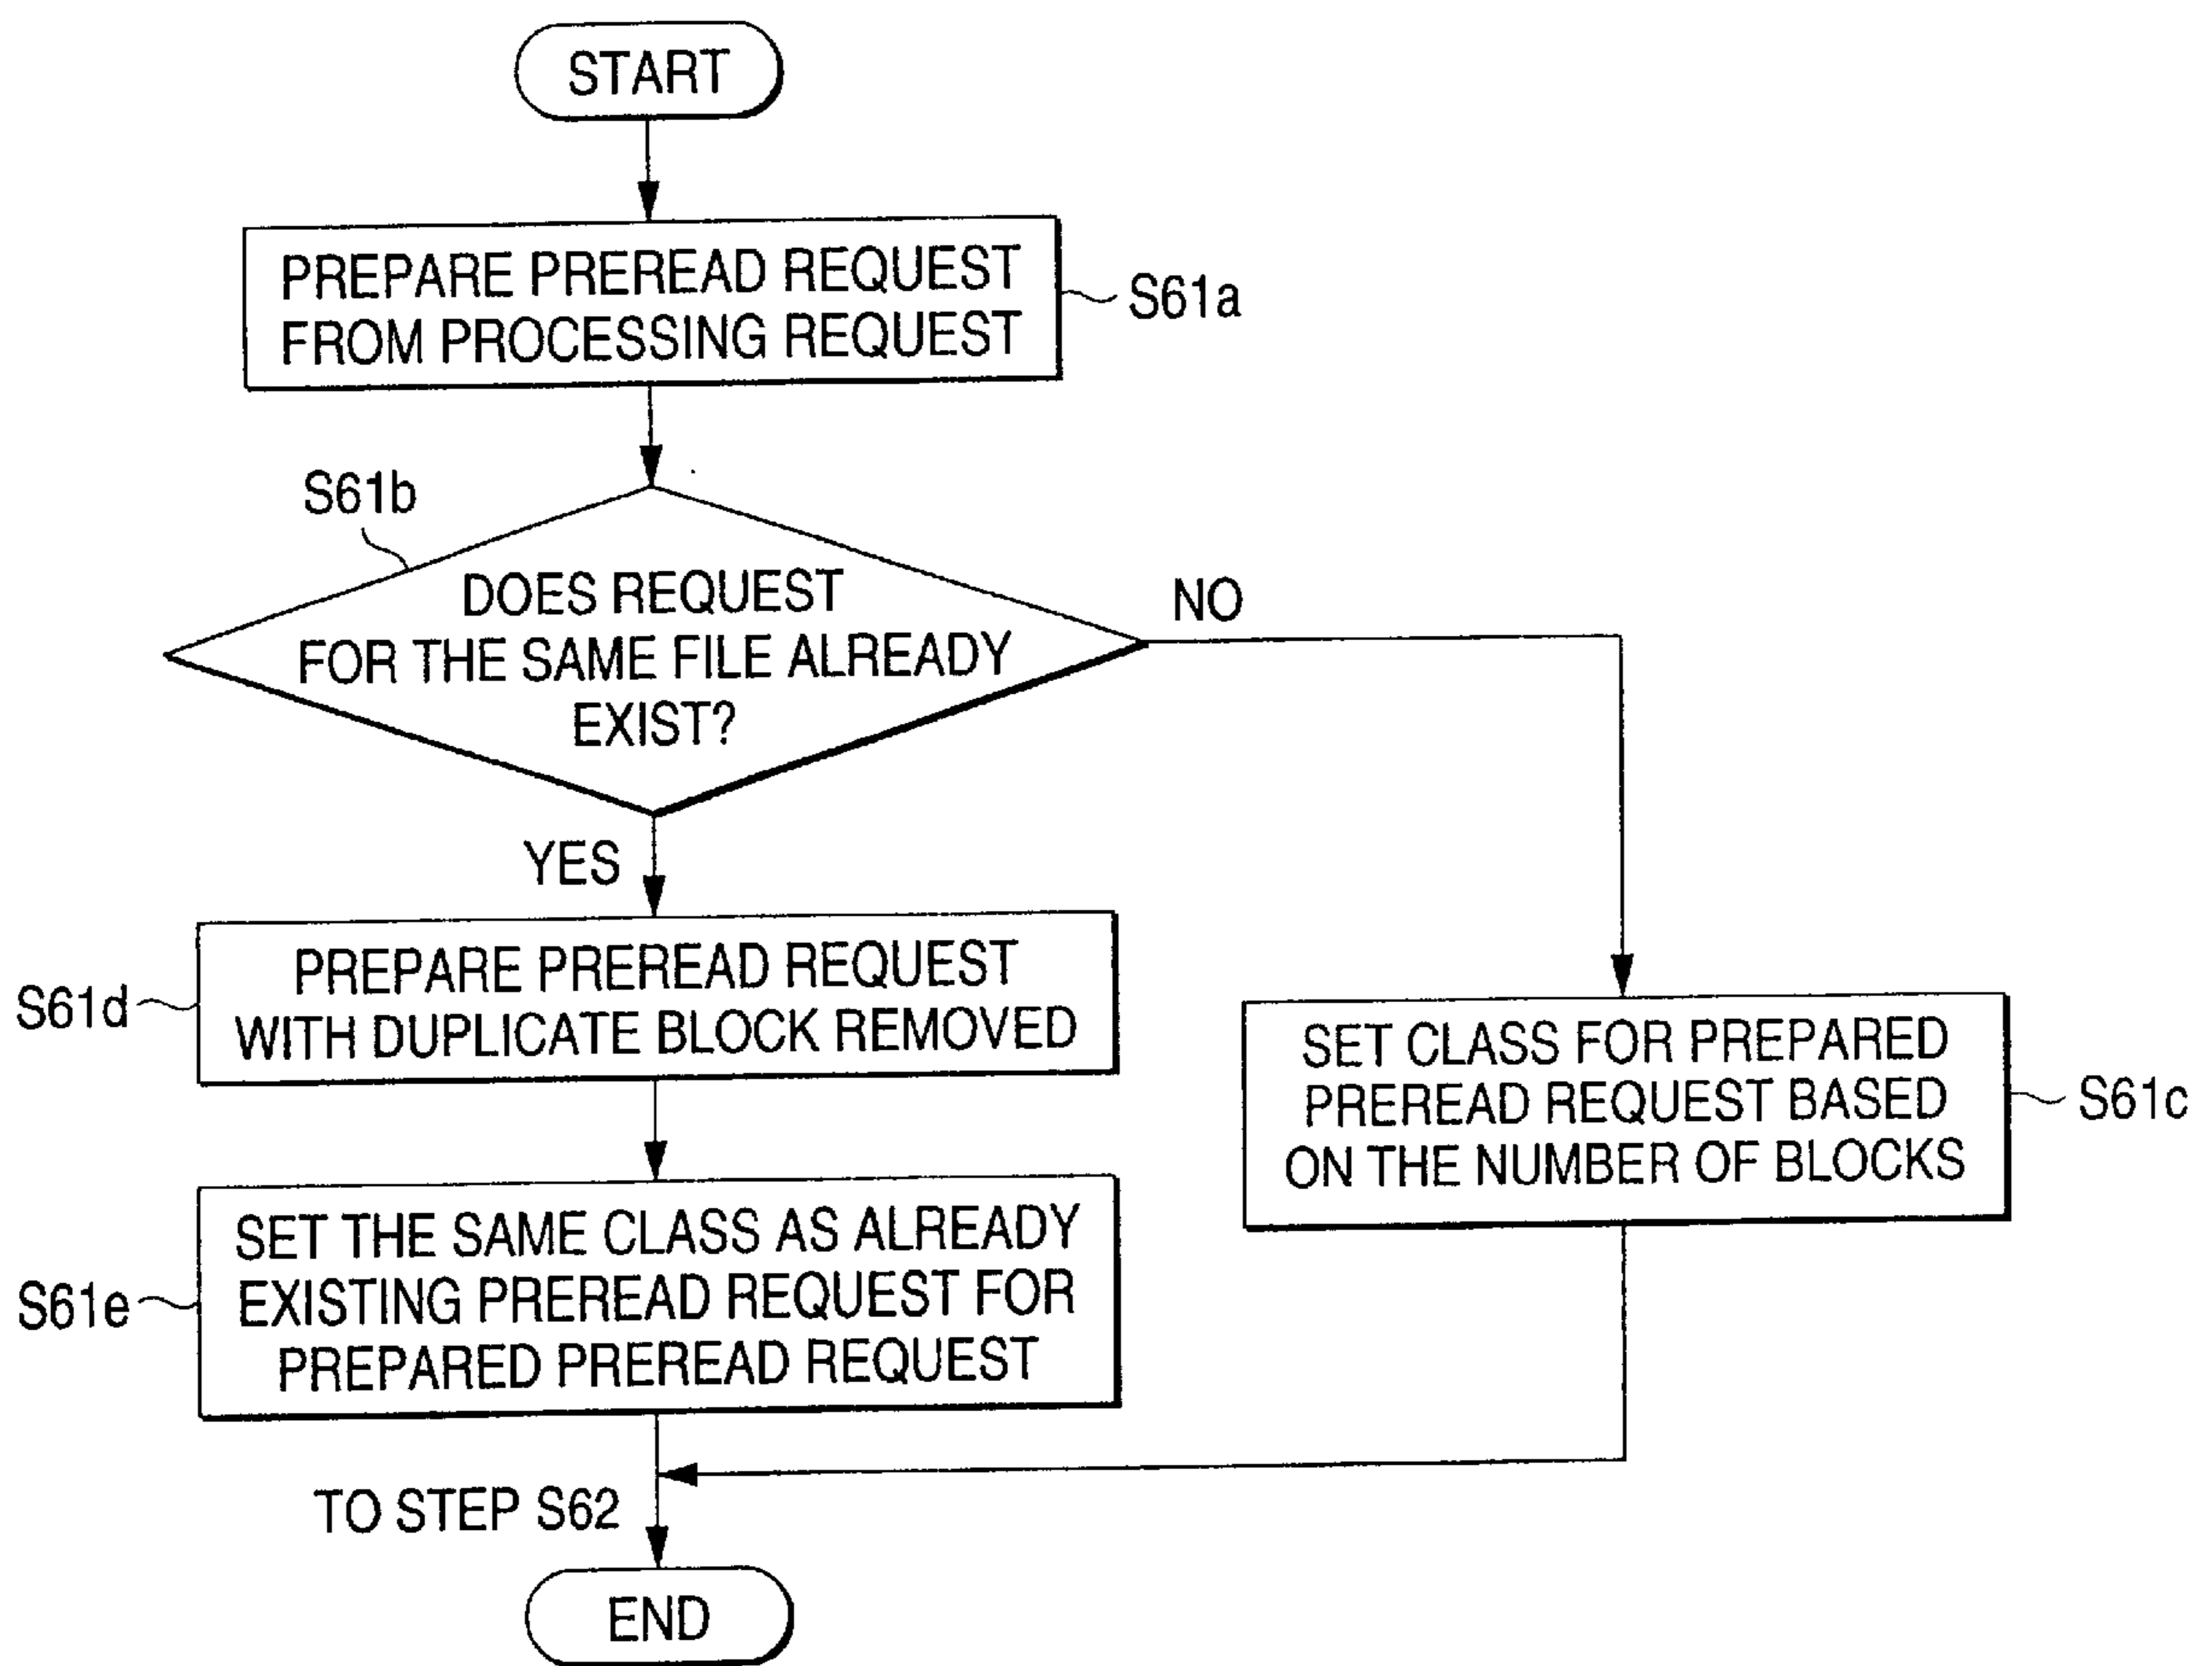 START
PREPARE PREREAD REQUEST
FROM PROCESSING REQUEST
S61a
S61b
DOES REQUEST
FOR THE SAME FILE ALREADY
EXIST?
NO
YES
S61d
PREPARE PREREAD REQUEST
WITH DUPLICATE BLOCK REMOVED
SET CLASS FOR PREPARED
PREREAD REQUEST BASED
ON THE NUMBER OF BLOCKS
S61c
S61e
SET THE SAME CLASS AS ALREADY
EXISTING PREREAD REQUEST FOR
PREPARED PREREAD REQUEST
TO STEP S62
END